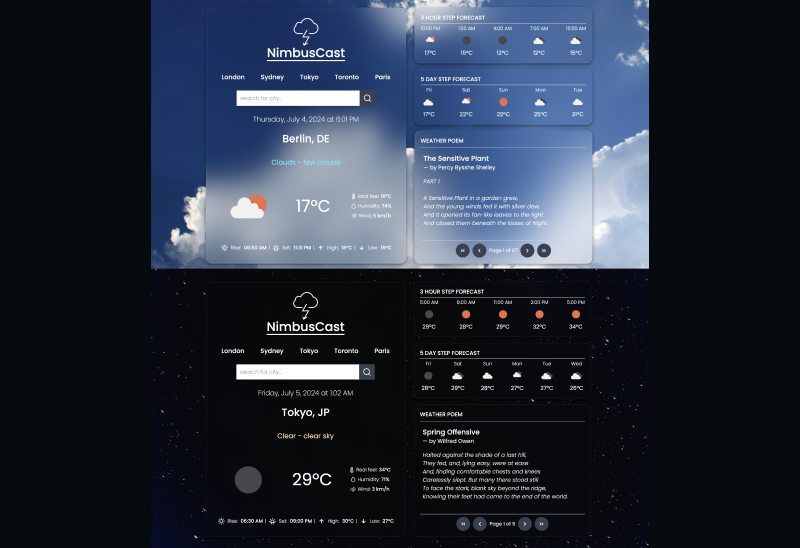 NimbusCast
London Sydney Tokyo Toronto Paris
search for city...
Thursday, July 4, 2024 at 6:01 PM
Berlin, DE
Clouds - few clouds
17°C
Real feel: 18°C
Humidity: 74%
Wind: 6 km/h
Rise: 06:50 AM | Set: 11:31 PM | High: 18°C | Low: 15°C
3 HOUR STEP FORECAST
10:00 PM 1:00 AM 4:00 AM 7:00 AM 10:00 AM
17°C 15°C 12°C 12°C 15°C
5 DAY STEP FORECAST
Fri Sat Sun Mon Tue
17°C 22°C 22°C 25°C 31°C
WEATHER POEM
The Sensitive Plant
— by Percy Bysshe Shelley
PART 1.
A Sensitive Plant in a garden grew,
And the young winds fed it with silver dew,
And it opened its fan-like leaves to the light,
And closed them beneath the kisses of Night.
Page 1 of 67
NimbusCast
London Sydney Tokyo Toronto Paris
search for city...
Friday, July 5, 2024 at 1:02 AM
Tokyo, JP
Clear - clear sky
29°C
Real feel: 34°C
Humidity: 71%
Wind: 3 km/h
Rise: 06:30 AM | Set: 09:00 PM | High: 30°C | Low: 27°C
3 HOUR STEP FORECAST
5:00 AM 8:00 AM 11:00 AM 2:00 PM 5:00 PM
29°C 28°C 29°C 32°C 34°C
5 DAY STEP FORECAST
Fri Sat Sun Mon Tue Wed
28°C 29°C 28°C 27°C 27°C 26°C
WEATHER POEM
Spring Offensive
— by Wilfred Owen
Halted against the shade of a last hill,
They fed, and, lying easy, were at ease
And, finding comfortable chests and knees
Carelessly slept. But many there stood still
To face the stark, blank sky beyond the ridge,
Knowing their feet had come to the end of the world.
Page 1 of 9